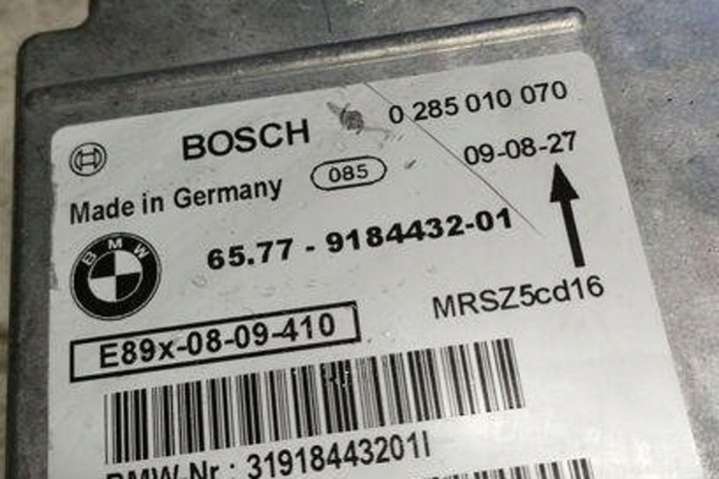 BOSCH 0 285 010 070
Made in Germany 085 09-08-27
BMW 65.77 - 9184432-01
MRSZ5cd16
E89x-08-09-410
BMW-Nr.: 31918443201I